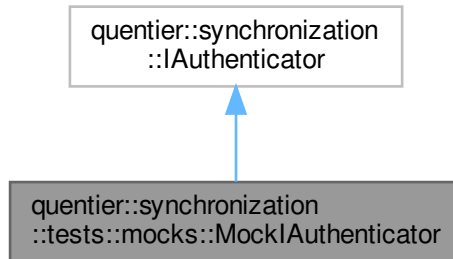 quentier::synchronization
::IAuthenticator
quentier::synchronization
::tests::mocks::MockIAuthenticator